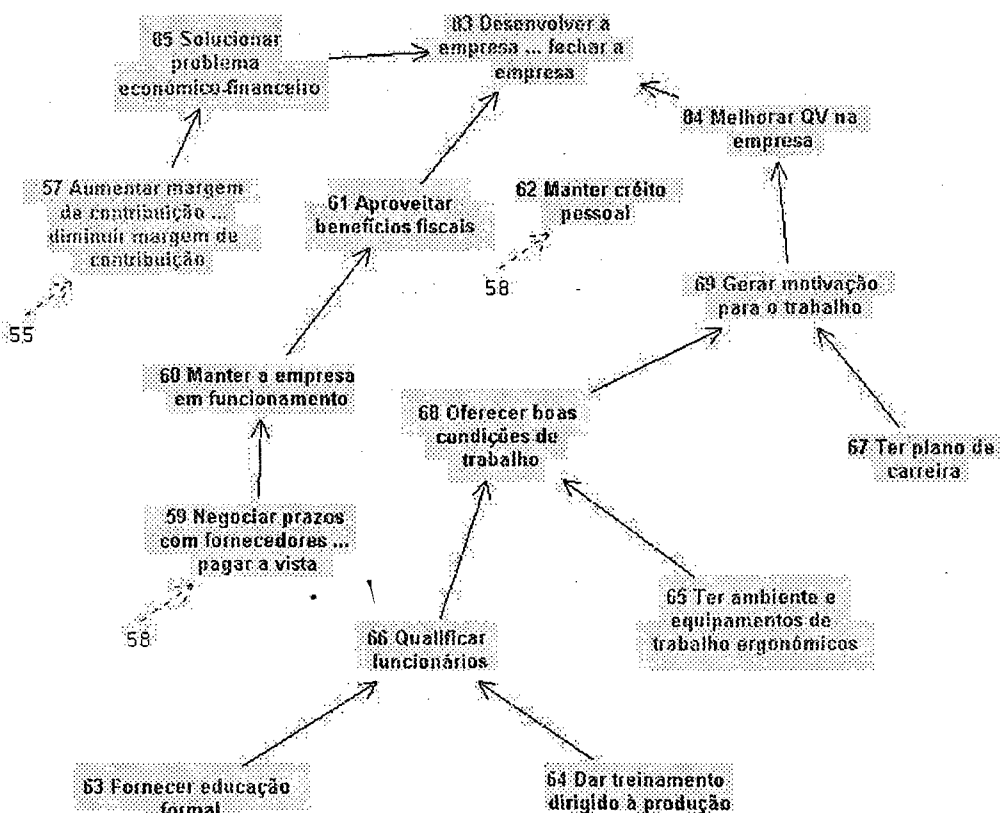 85 Solucionar
problema
económico-financeiro
83 Desenvolver a
empresa ... fechar a
empresa
84 Melhorar QV na
empresa
57 Aumentar margem
de contribuição ...
diminuir margem de
contribuição
61 Aproveitar
benefícios fiscais
62 Manter créito
pessoal
58
55
69 Gerar motivação
para o trabalho
60 Manter a empresa
em funcionamento
68 Oferecer boas
condições de
trabalho
67 Ter plano de
carreira
59 Negociar prazos
com fornecedores ...
pagar a vista
58
65 Ter ambiente e
equipamentos de
trabalho ergonômicos
66 Qualificar
funcionários
63 Fornecer educação
formal
64 Dar treinamento
dirigido à produção